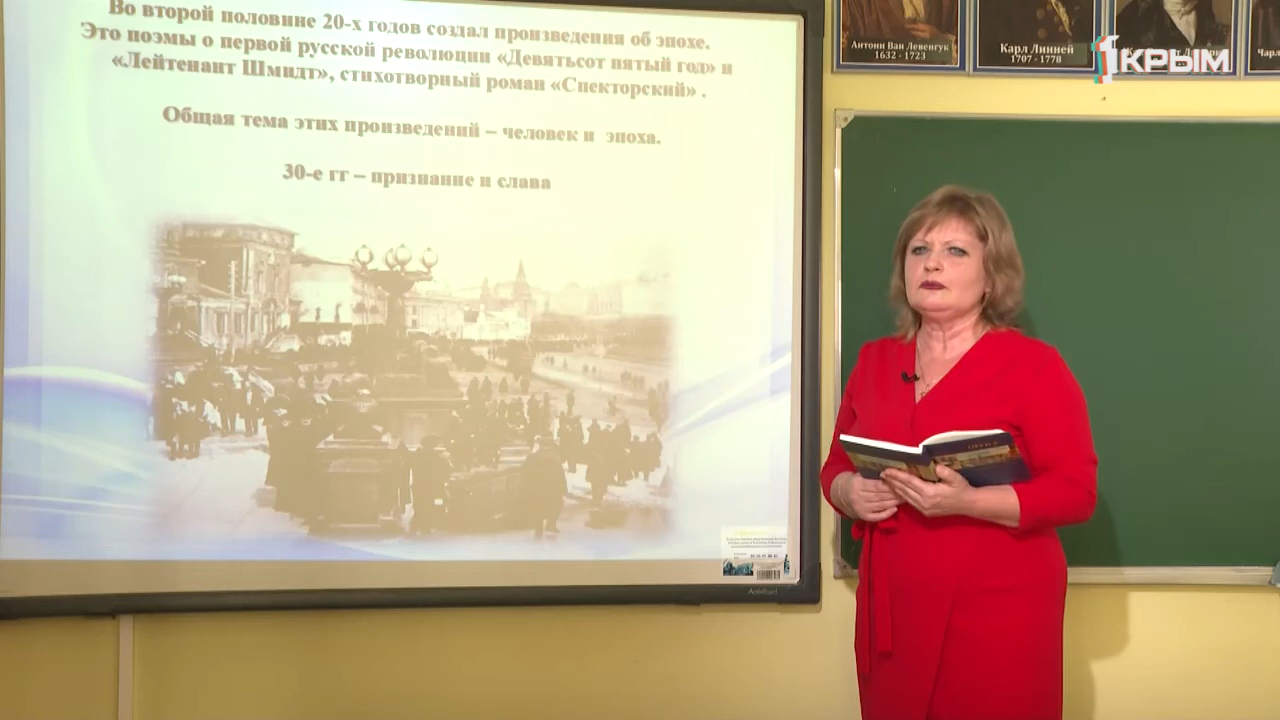 Во второй половине 20-х годов создал произведения об эпохе.
Это поэмы о первой русской революции «Девятьсот пятый год» и
«Лейтенант Шмидт», стихотворный роман «Спекторский» .
Общая тема этих произведений – человек и эпоха.
30-е гг – признание и слава
Антони Ван Левенгук
1632 - 1723
Карл Линней
1707 - 1778
1КРЫМ